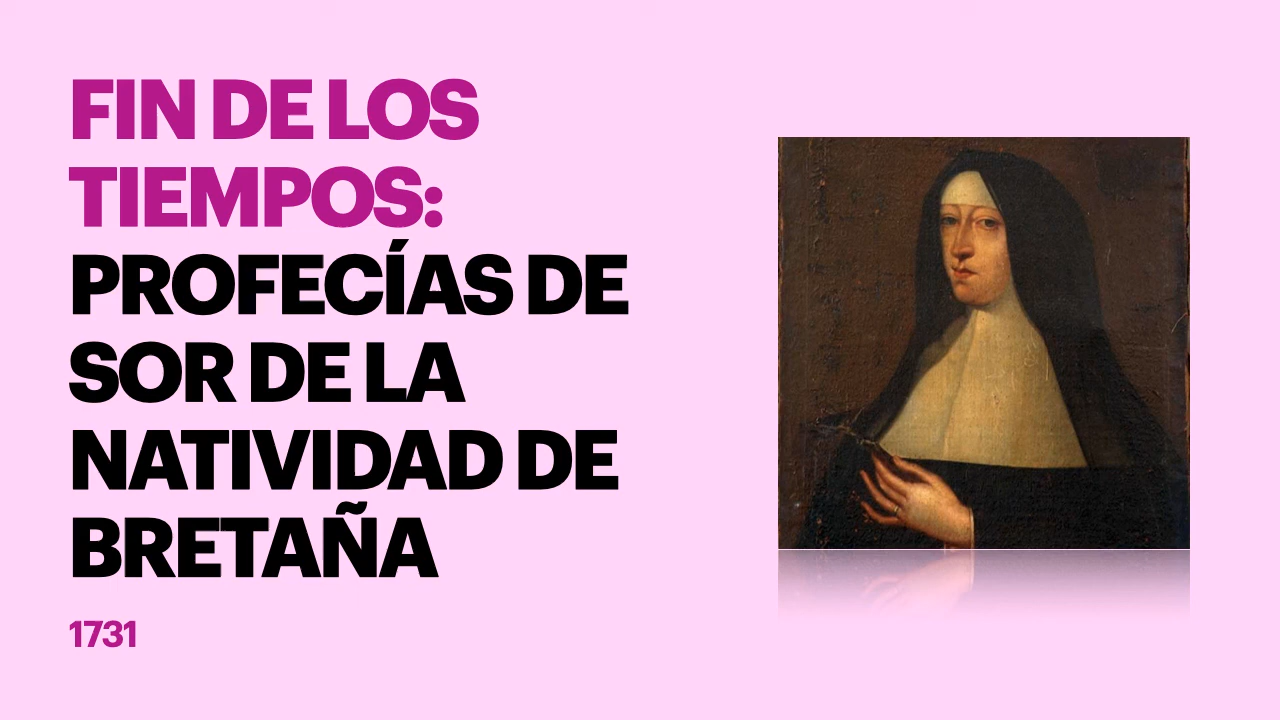 FIN DE LOS
TIEMPOS:
PROFECÍAS DE
SOR DE LA
NATIVIDAD DE
BRETAÑA
1731